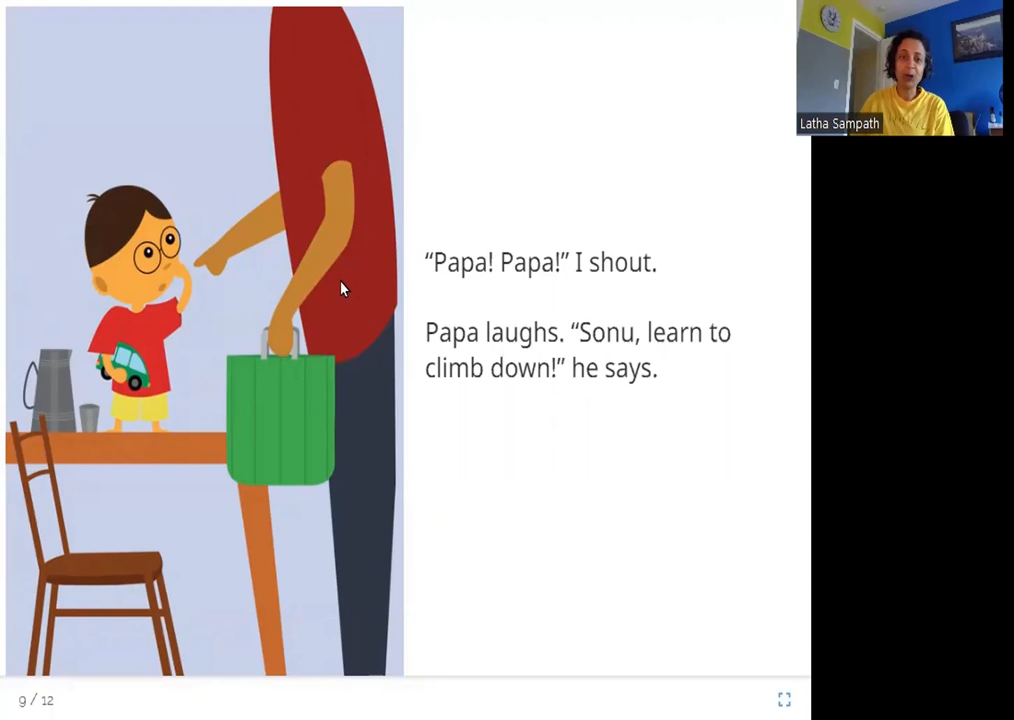 “Papa! Papa!” I shout.
Papa laughs. “Sonu, learn to
climb down!” he says.
Latha Sampath
9 / 12